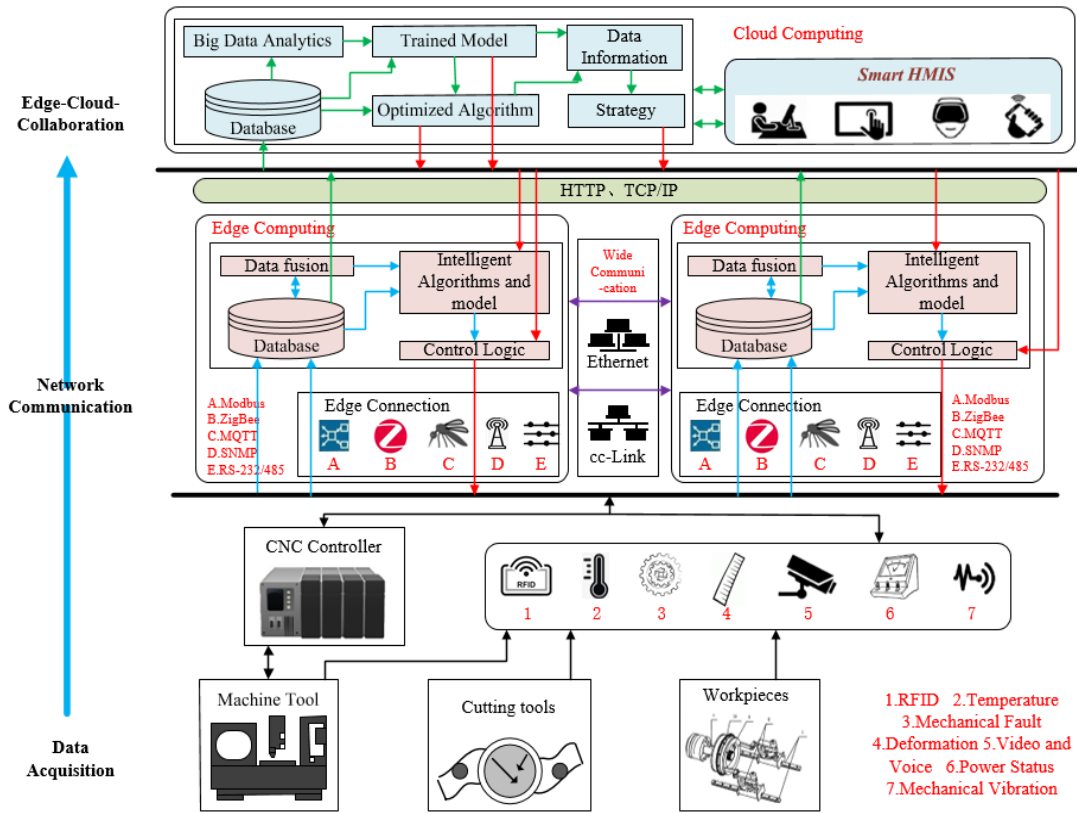 Edge-Cloud-
Collaboration
Network
Communication
Data
Acquisition
Cloud Computing
Big Data Analytics
Trained Model
Data
Information
Database
Optimized Algorithm
Strategy
Smart HMIS
HTTP、TCP/IP
Edge Computing
Data fusion
Intelligent
Algorithms and
model
Database
Control Logic
A.Modbus
B.ZigBee
C.MQTT
D.SNMP
E.RS-232/485
Edge Connection
A B C D E
Wide
Communi
-cation
Ethernet
cc-Link
Edge Computing
Data fusion
Intelligent
Algorithms and
model
Database
Control Logic
Edge Connection
A B C D E
A.Modbus
B.ZigBee
C.MQTT
D.SNMP
E.RS-232/485
CNC Controller
RFID
1 2 3 4 5 6 7
Machine Tool
Cutting tools
Workpieces
1.RFID 2.Temperature
3.Mechanical Fault
4.Deformation 5.Video and
Voice 6.Power Status
7.Mechanical Vibration